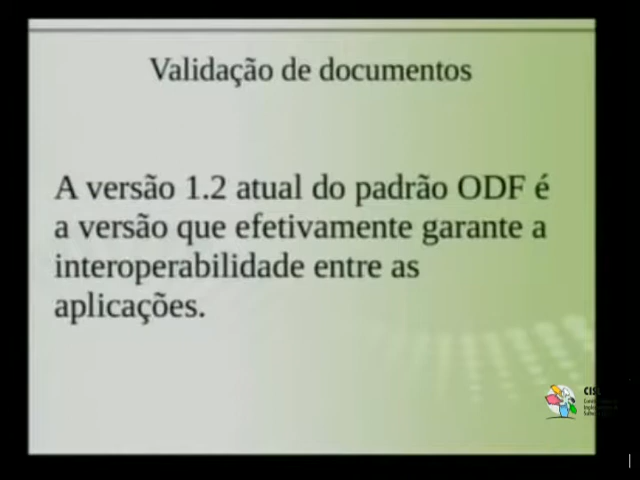 Validação de documentos
A versão 1.2 atual do padrão ODF é
a versão que efetivamente garante a
interoperabilidade entre as
aplicações.